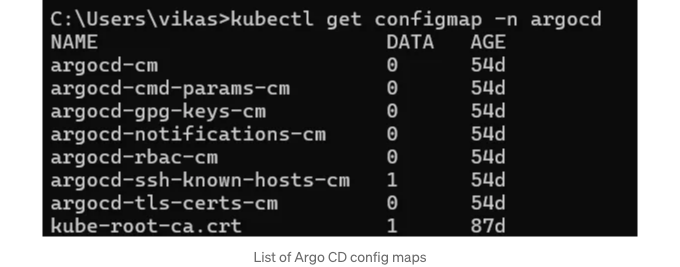 C:\Users\vikas>kubectl get configmap -n argocd
NAME DATA AGE
argocd-cm 0 54d
argocd-cmd-params-cm 0 54d
argocd-gpg-keys-cm 0 54d
argocd-notifications-cm 0 54d
argocd-rbac-cm 0 54d
argocd-ssh-known-hosts-cm 1 54d
argocd-tls-certs-cm 0 54d
kube-root-ca.crt 1 87d
List of Argo CD config maps